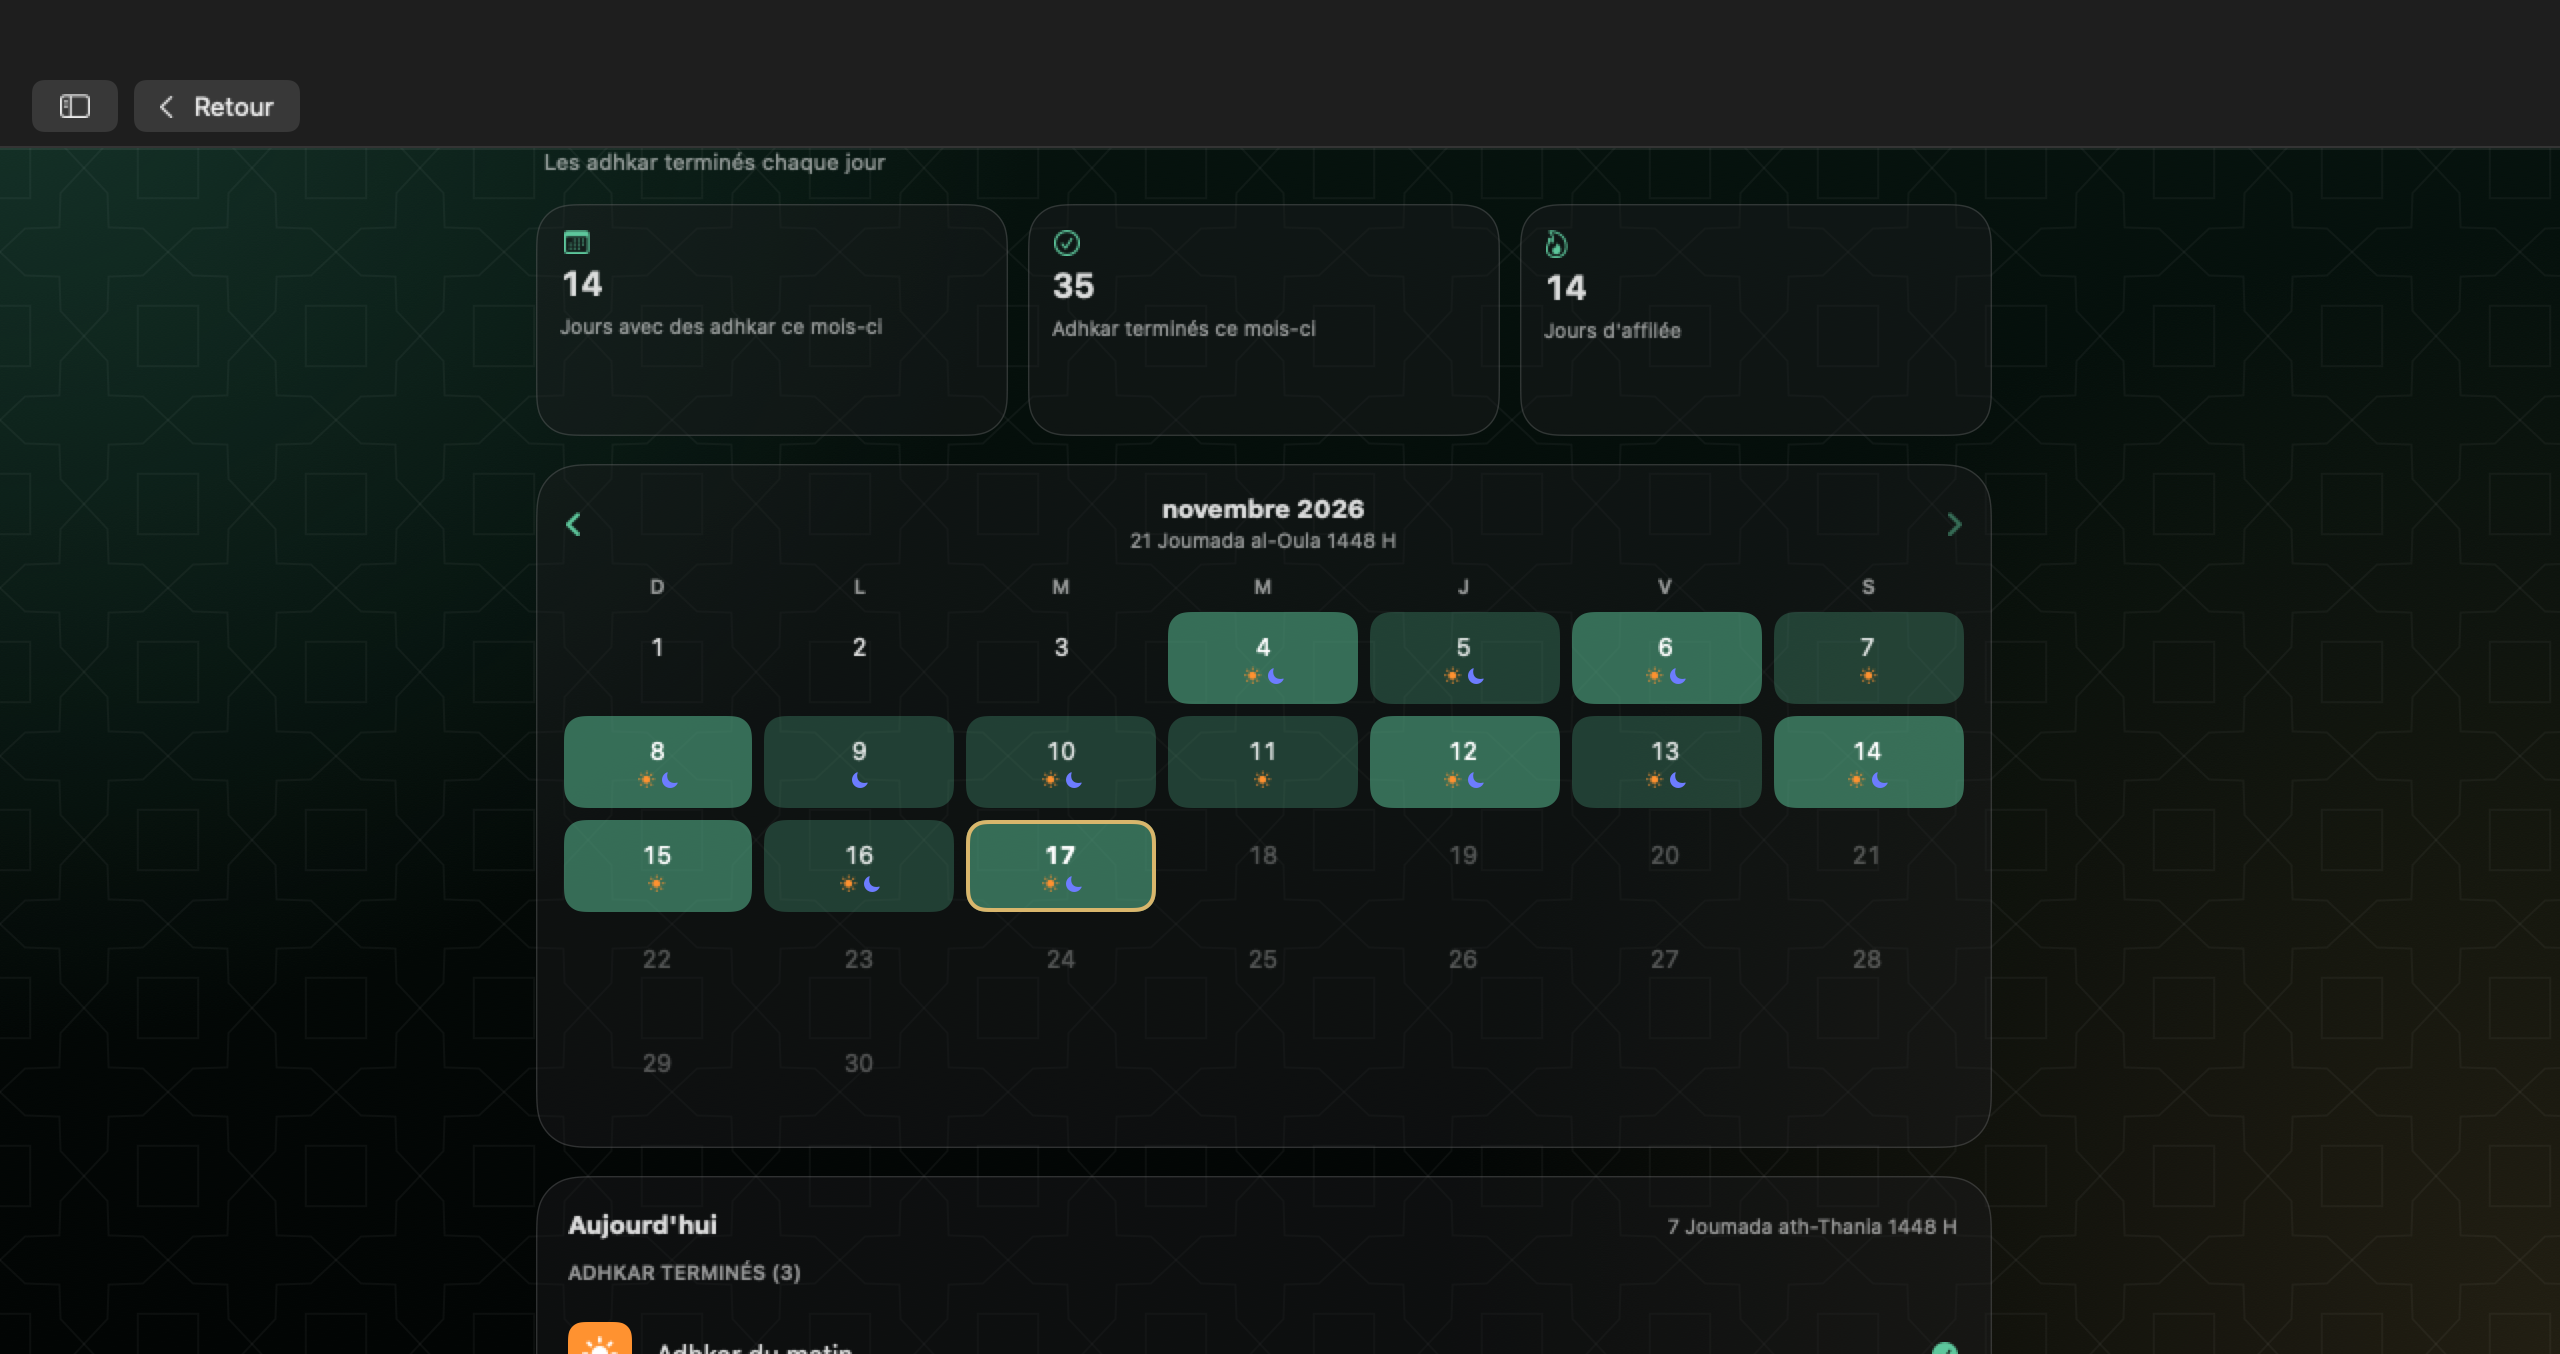 Retour
Les adhkar terminés chaque jour
14
Jours avec des adhkar ce mois-ci
35
Adhkar terminés ce mois-ci
14
Jours d'affilée
novembre 2026
21 Joumada al-Oula 1448 H
D L M M J V S
1 2 3 4 5 6 7
8 9 10 11 12 13 14
15 16 17 18 19 20 21
22 23 24 25 26 27 28
29 30
Aujourd'hui
7 Joumada ath-Thania 1448 H
ADHKAR TERMINÉS (3)
Adhkar du matin